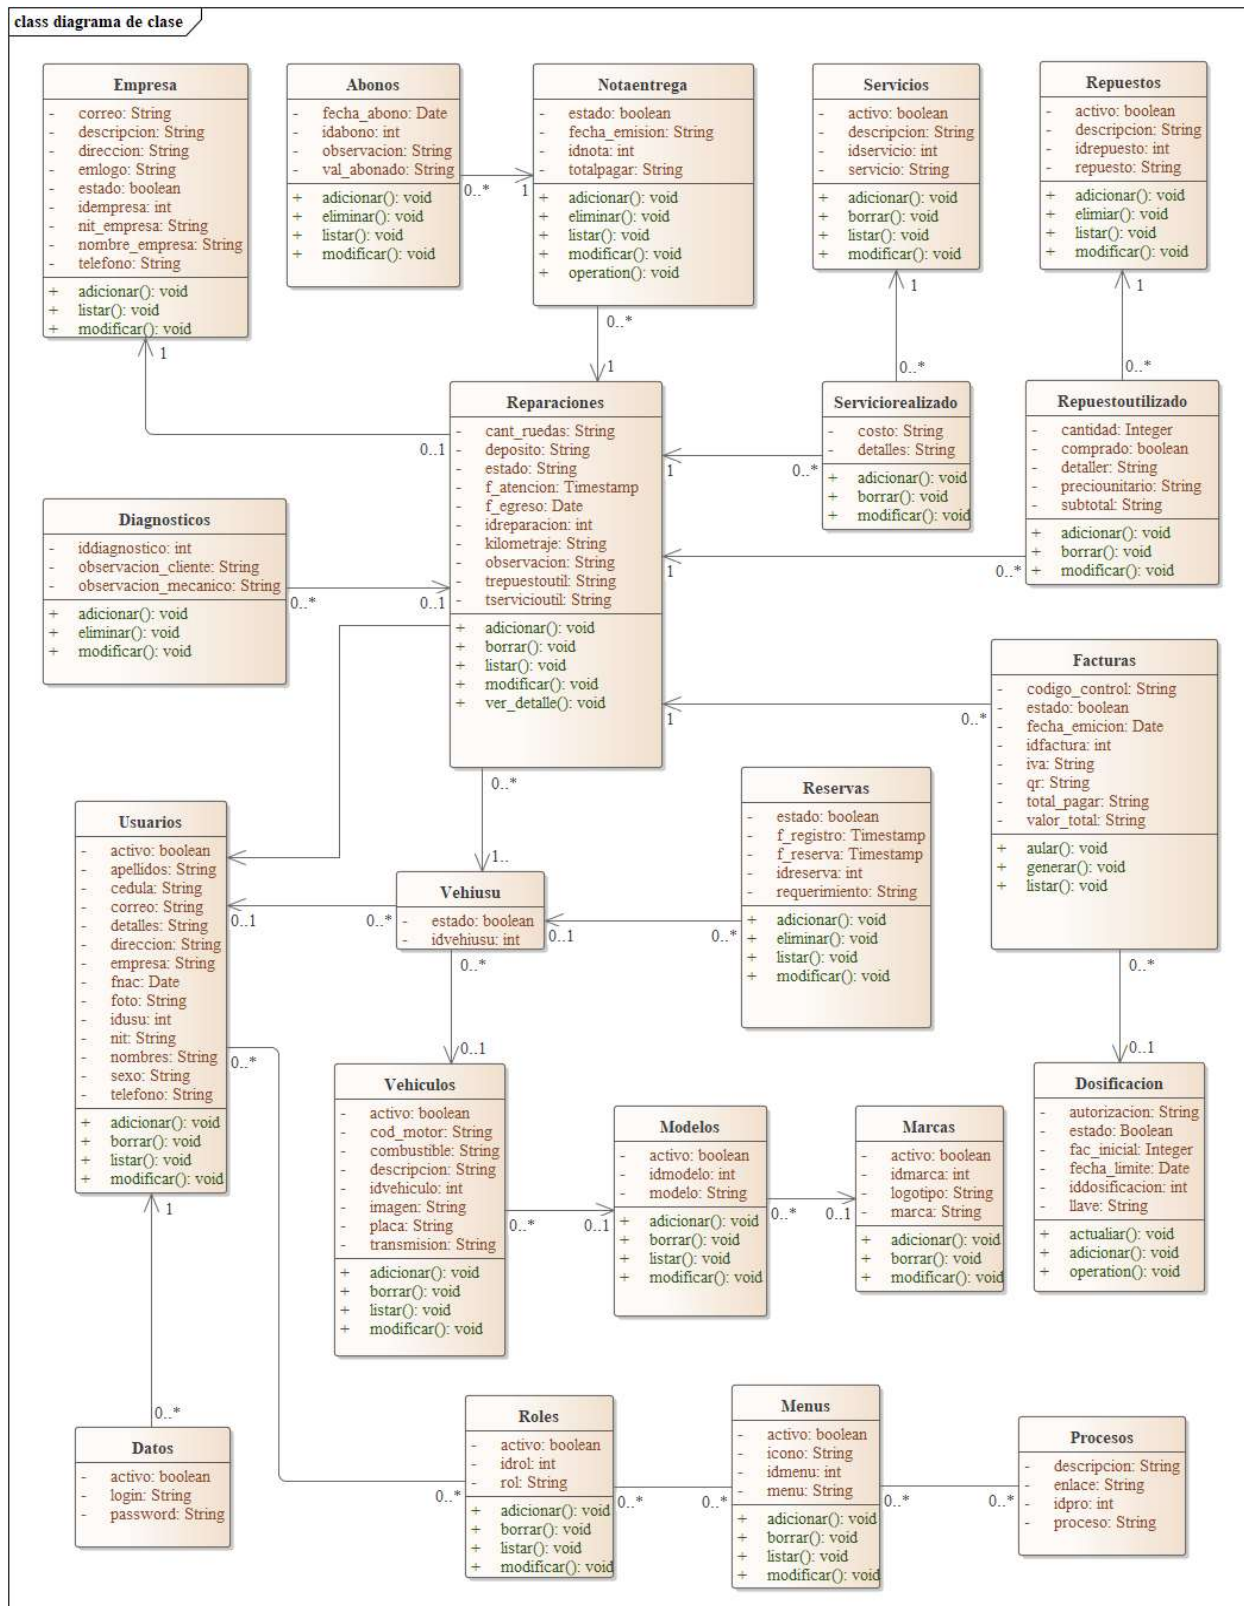 class diagrama de clase
Empresa
- correo: String
- descripcion: String
- direccion: String
- emlogo: String
- estado: boolean
- idempresa: int
- nit_empresa: String
- nombre_empresa: String
- telefono: String
+ adicionar(): void
+ listar(): void
+ modificar(): void
Abonos
- fecha_abono: Date
- idabono: int
- observacion: String
- val_abonado: String
+ adicionar(): void
+ eliminar(): void
+ listar(): void
+ modificar(): void
0..*
1
Notaentrega
- estado: boolean
- fecha_emision: String
- idnota: int
- totalpagar: String
+ adicionar(): void
+ eliminar(): void
+ listar(): void
+ modificar(): void
+ operation(): void
0..*
1
Servicios
- activo: boolean
- descripcion: String
- idservicio: int
- servicio: String
+ adicionar(): void
+ borrar(): void
+ listar(): void
+ modificar(): void
1
0..*
Repuestos
- activo: boolean
- descripcion: String
- idrepuesto: int
- repuesto: String
+ adicionar(): void
+ elimiar(): void
+ listar(): void
+ modificar(): void
1
0..*
1
0..1
Reparaciones
- cant_ruedas: String
- deposito: String
- estado: String
- f_atencion: Timestamp
- f_egreso: Date
- idreparacion: int
- kilometraje: String
- observacion: String
- trepuestoutil: String
- tservicioutil: String
+ adicionar(): void
+ borrar(): void
+ listar(): void
+ modificar(): void
+ ver_detalle(): void
Serviciorealizado
- costo: String
- detalles: String
+ adicionar(): void
+ borrar(): void
+ modificar(): void
1
0..*
Repuestoutilizado
- cantidad: Integer
- comprado: boolean
- detaller: String
- preciounitario: String
- subtotal: String
+ adicionar(): void
+ borrar(): void
+ modificar(): void
1
0..*
Diagnosticos
- iddiagnostico: int
- observacion_cliente: String
- observacion_mecanico: String
+ adicionar(): void
+ eliminar(): void
+ modificar(): void
0..*
0..1
Facturas
- codigo_control: String
- estado: boolean
- fecha_emicion: Date
- idfactura: int
- iva: String
- qr: String
- total_pagar: String
- valor_total: String
+ aular(): void
+ generar(): void
+ listar(): void
1
0..*
0..*
1..
Reservas
- estado: boolean
- f_registro: Timestamp
- f_reserva: Timestamp
- idreserva: int
- requerimiento: String
+ adicionar(): void
+ eliminar(): void
+ listar(): void
+ modificar(): void
Usuarios
- activo: boolean
- apellidos: String
- cedula: String
- correo: String
- detalles: String
- direccion: String
- empresa: String
- fnac: Date
- foto: String
- idusu: int
- nit: String
- nombres: String
- sexo: String
- telefono: String
+ adicionar(): void
+ borrar(): void
+ listar(): void
+ modificar(): void
Vehiusu
- estado: boolean
- idvehiusu: int
0..1
0..*
0..1
0..*
0..*
0..1
0..*
0..1
0..*
Vehiculos
- activo: boolean
- cod_motor: String
- combustible: String
- descripcion: String
- idvehiculo: int
- imagen: String
- placa: String
- transmision: String
+ adicionar(): void
+ borrar(): void
+ listar(): void
+ modificar(): void
0..*
0..1
Modelos
- activo: boolean
- idmodelo: int
- modelo: String
+ adicionar(): void
+ borrar(): void
+ listar(): void
+ modificar(): void
0..*
0..1
Marcas
- activo: boolean
- idmarca: int
- logotipo: String
- marca: String
+ adicionar(): void
+ borrar(): void
+ modificar(): void
Dosificacion
- autorizacion: String
- estado: Boolean
- fac_inicial: Integer
- fecha_limite: Date
- iddosificacion: int
- llave: String
+ actualiar(): void
+ adicionar(): void
+ operation(): void
1
0..*
Datos
- activo: boolean
- login: String
- password: String
0..*
Roles
- activo: boolean
- idrol: int
- rol: String
+ adicionar(): void
+ borrar(): void
+ listar(): void
+ modificar(): void
0..*
0..*
Menus
- activo: boolean
- icono: String
- idmenu: int
- menu: String
+ adicionar(): void
+ borrar(): void
+ listar(): void
+ modificar(): void
0..*
0..*
Procesos
- descripcion: String
- enlace: String
- idpro: int
- proceso: String